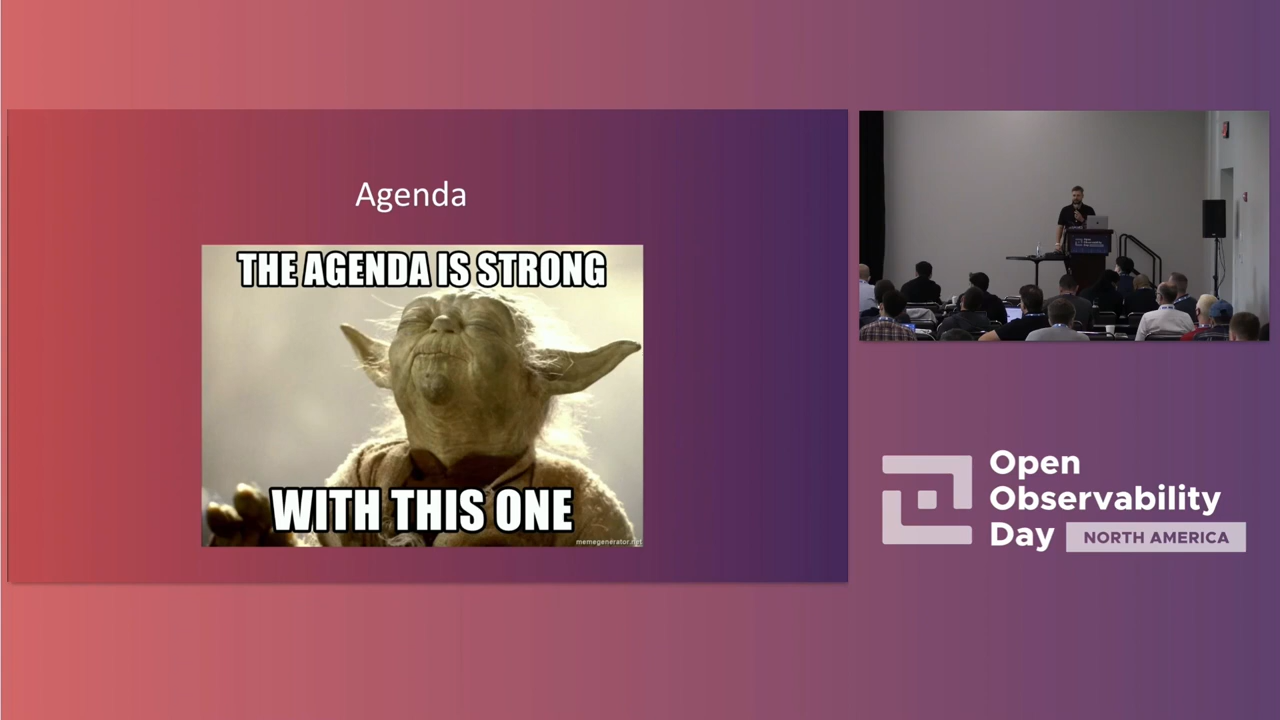 Agenda
THE AGENDA IS STRONG
WITH THIS ONE
memegenerator.net
Open
Observability
Day
NORTH AMERICA